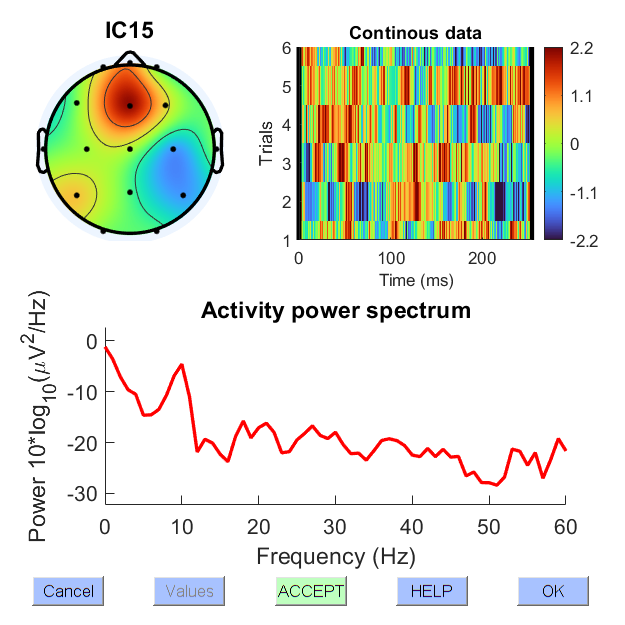 IC15
Continous data
Trials
6
5
4
3
2
1
0
100
200
Time (ms)
2.2
1.1
0
-1.1
-2.2
Activity power spectrum
Power 10*log10(μV2/Hz)
0
-10
-20
-30
0
10
20
30
40
50
60
Frequency (Hz)
Cancel
Values
ACCEPT
HELP
OK